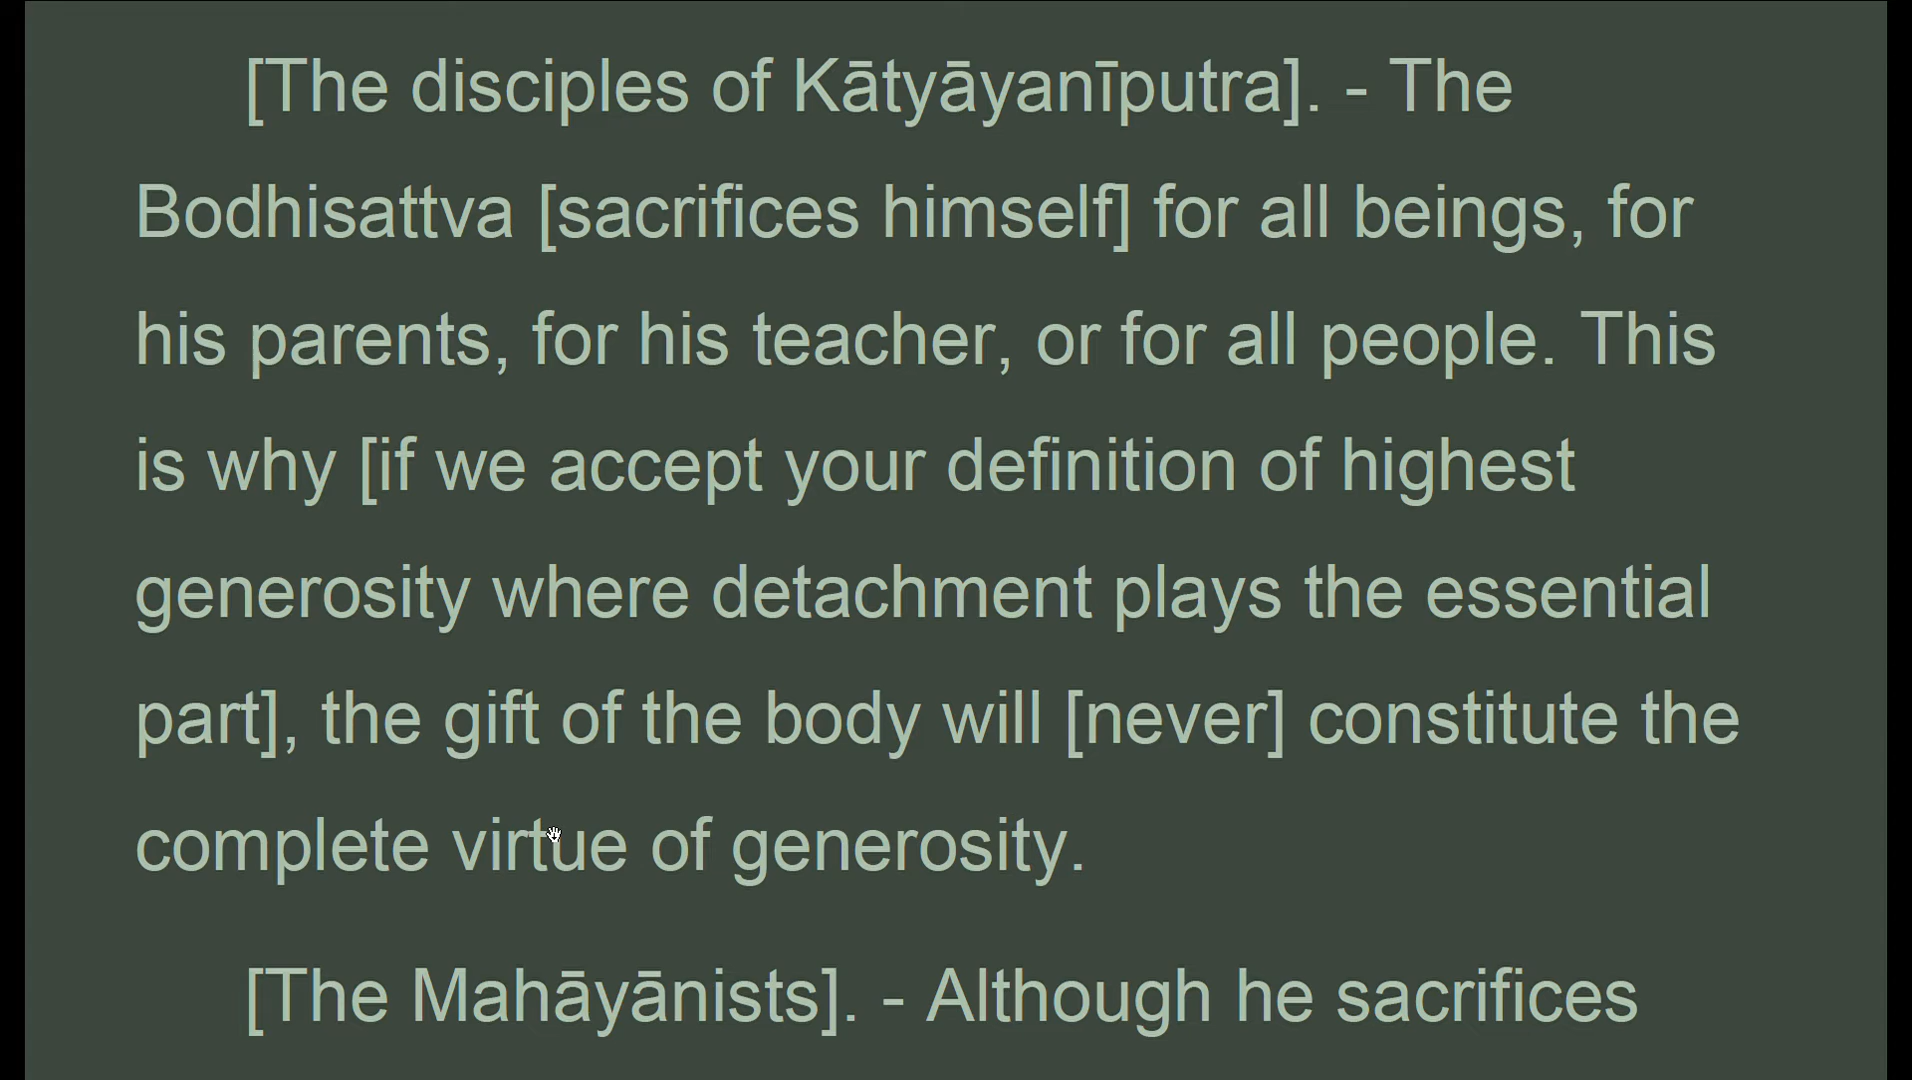 [The disciples of Kātyāyanīputra]. - The
Bodhisattva [sacrifices himself] for all beings, for
his parents, for his teacher, or for all people. This
is why [if we accept your definition of highest
generosity where detachment plays the essential
part], the gift of the body will [never] constitute the
complete virtue of generosity.
[The Mahāyānists]. - Although he sacrifices